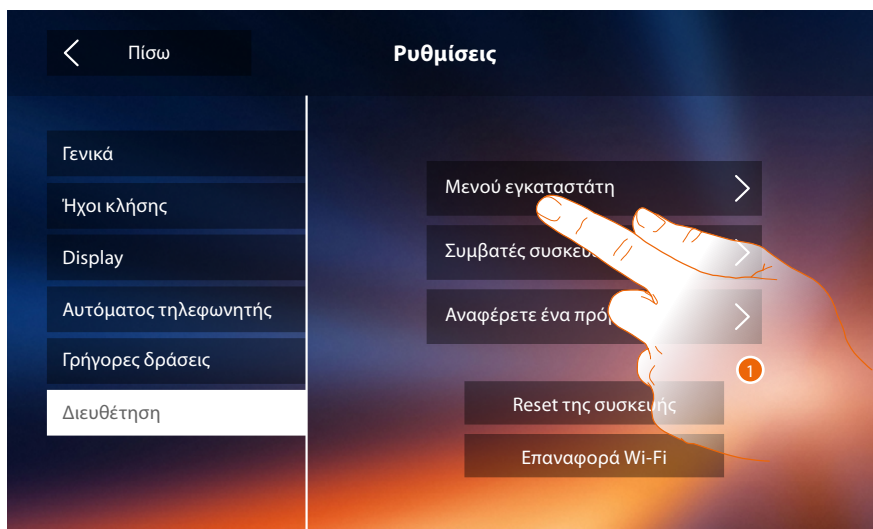 Πίσω
Ρυθμίσεις
Γενικά
Ήχοι κλήσης
Display
Αυτόματος τηλεφωνητής
Γρήγορες δράσεις
Διευθέτηση
Μενού εγκαταστάτη
Συμβατές
Αναφέρετε ένα
1
Reset της συσκευής
Επαναφορά Wi-Fi